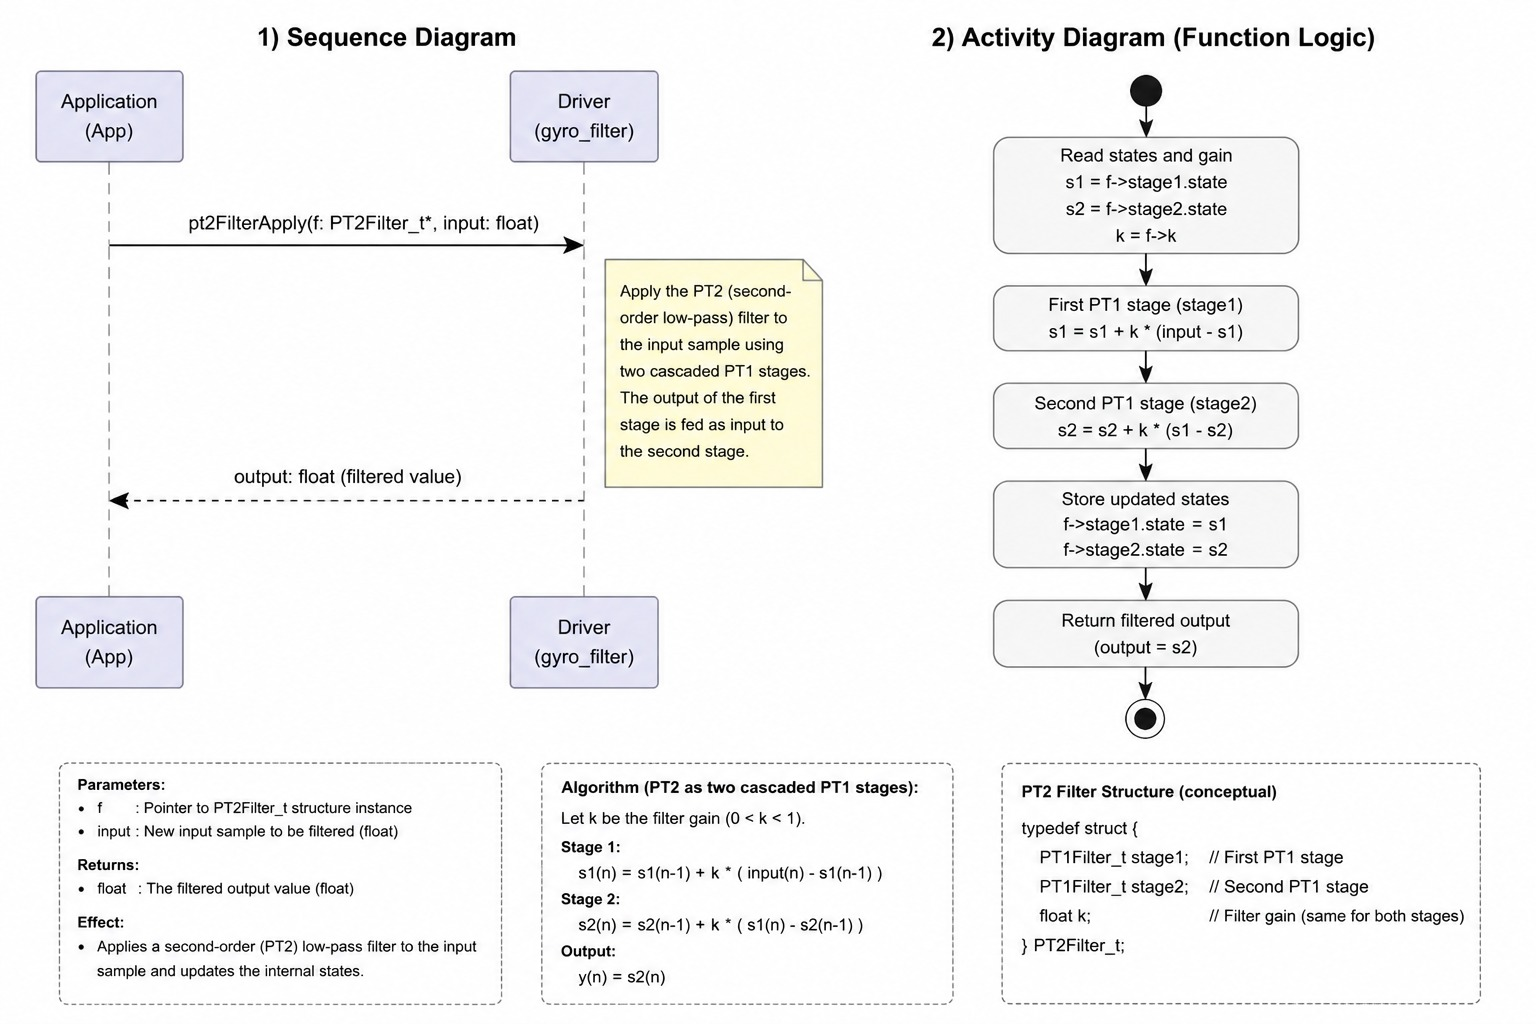 1) Sequence Diagram
Application
(App)
Driver
(gyro_filter)
pt2FilterApply(f: PT2Filter_t*, input: float)
Apply the PT2 (second-
order low-pass) filter to
the input sample using
two cascaded PT1 stages.
The output of the first
stage is fed as input to
the second stage.
output: float (filtered value)
Application
(App)
Driver
(gyro_filter)
2) Activity Diagram (Function Logic)
Read states and gain
s1 = f->stage1.state
s2 = f->stage2.state
k = f->k
First PT1 stage (stage1)
s1 = s1 + k * (input - s1)
Second PT1 stage (stage2)
s2 = s2 + k * (s1 - s2)
Store updated states
f->stage1.state = s1
f->stage2.state = s2
Return filtered output
(output = s2)
Parameters:
• f : Pointer to PT2Filter_t structure instance
• input : New input sample to be filtered (float)
Returns:
• float : The filtered output value (float)
Effect:
• Applies a second-order (PT2) low-pass filter to the input
sample and updates the internal states.
Algorithm (PT2 as two cascaded PT1 stages):
Let k be the filter gain (0 < k < 1).
Stage 1:
s1(n) = s1(n-1) + k * ( input(n) - s1(n-1) )
Stage 2:
s2(n) = s2(n-1) + k * ( s1(n) - s2(n-1) )
Output:
y(n) = s2(n)
PT2 Filter Structure (conceptual)
typedef struct {
PT1Filter_t stage1; // First PT1 stage
PT1Filter_t stage2; // Second PT1 stage
float k; // Filter gain (same for both stages)
} PT2Filter_t;